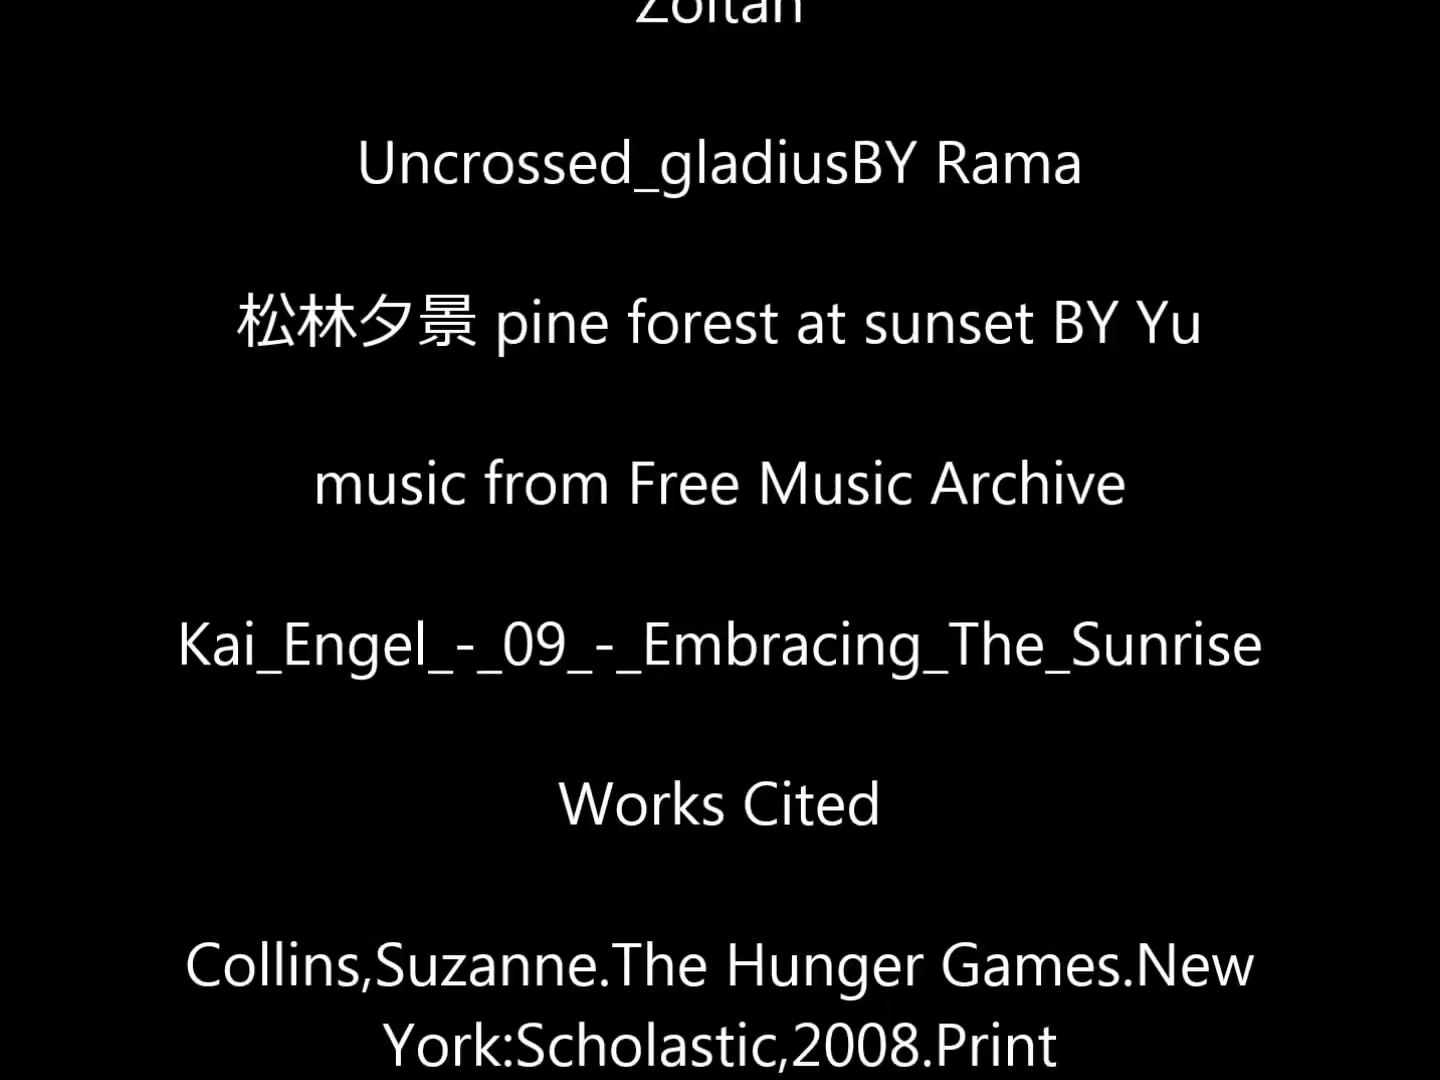 Zoltan
Uncrossed_gladiusBY Rama
松林夕景 pine forest at sunset BY Yu
music from Free Music Archive
Kai_Engel_-_09_-_Embracing_The_Sunrise
Works Cited
Collins,Suzanne.The Hunger Games.New
York:Scholastic,2008.Print